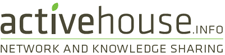 activehouse.INFO
NETWORK AND KNOWLEDGE SHARING